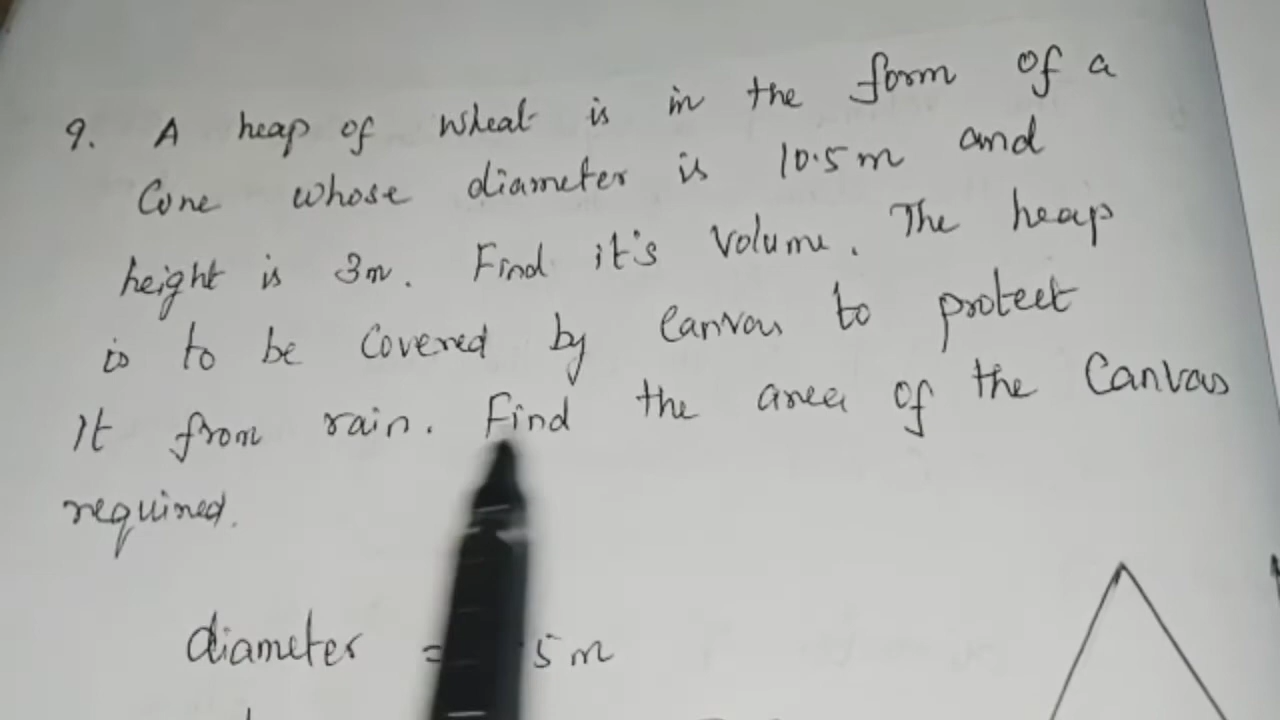 9. A heap of wheat is in the form of a
Cone whose diameter is 10.5m and
height is 3m. Find it's volume. The heap
is to be covered by canvas to protect
It from rain. Find the area of the Canvas
required.
diameter = 5m